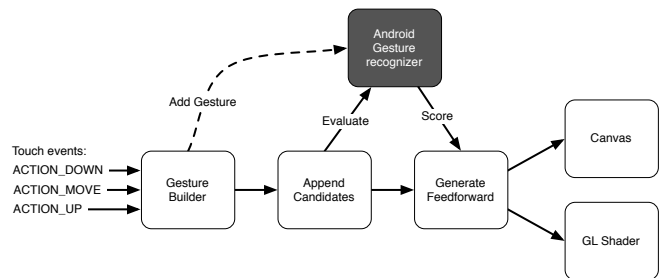 Android
Gesture
recognizer
Add Gesture
Evaluate
Score
Touch events:
ACTION_DOWN
ACTION_MOVE
ACTION_UP
Gesture
Builder
Append
Candidates
Generate
Feedforward
Canvas
GL Shader